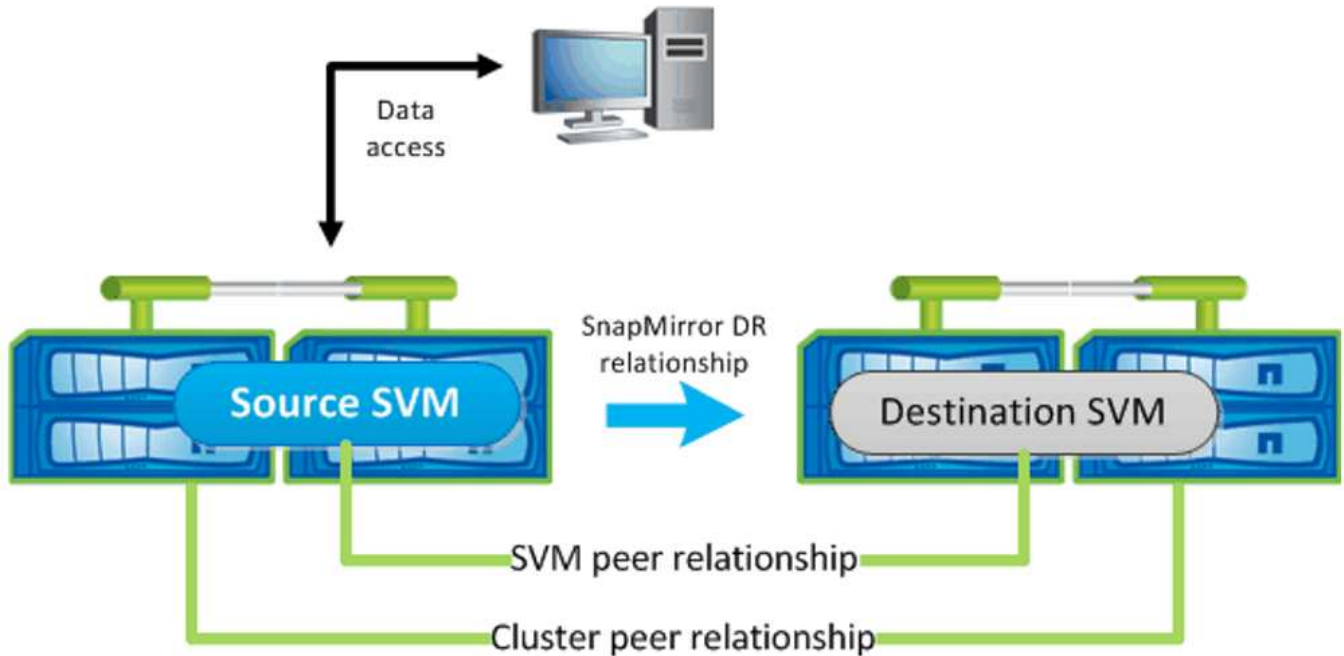 Data
access
SnapMirror DR
relationship
Source SVM
Destination SVM
SVM peer relationship
Cluster peer relationship